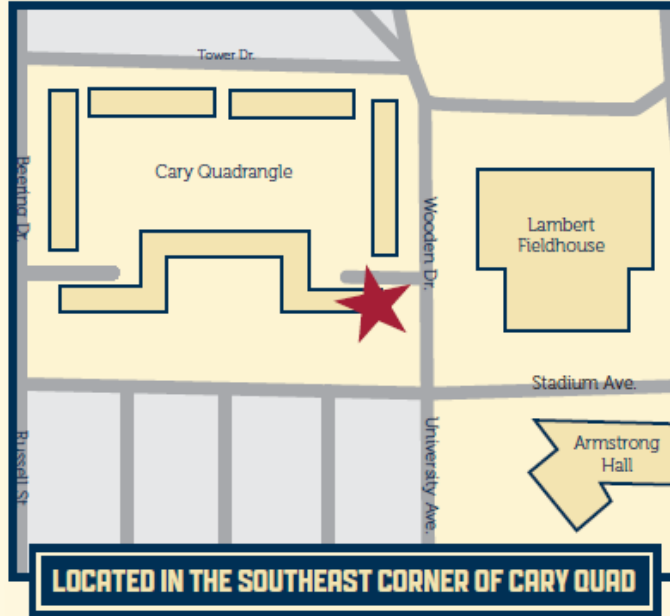 Tower Dr.
Beering Dr.
Cary Quadrangle
Wooden Dr.
Lambert
Fieldhouse
Stadium Ave.
Russell St
University Ave.
Armstrong
Hall
LOCATED IN THE SOUTHEAST CORNER OF CARY QUAD